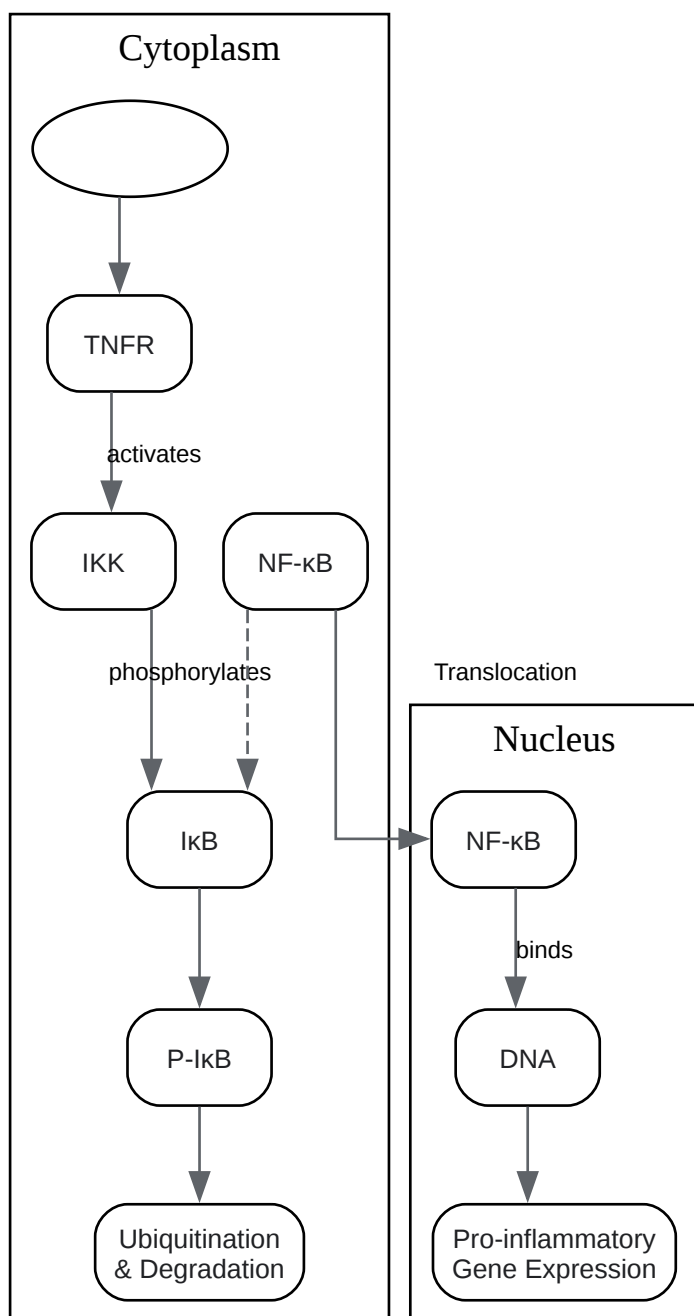 Cytoplasm
TNFR
activates
IKK
NF-κB
phosphorylates
Translocation
Nucleus
IκB
NF-κB
binds
P-IκB
DNA
Ubiquitination
& Degradation
Pro-inflammatory
Gene Expression